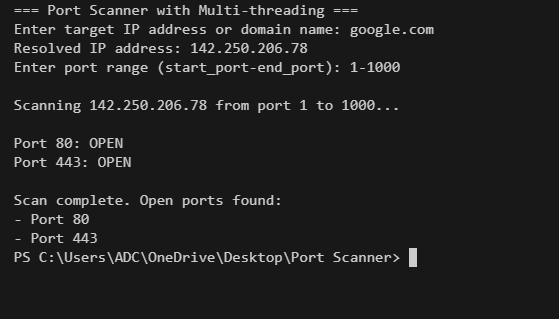 === Port Scanner with Multi-threading ===
Enter target IP address or domain name: google.com
Resolved IP address: 142.250.206.78
Enter port range (start_port-end_port): 1-1000
Scanning 142.250.206.78 from port 1 to 1000...
Port 80: OPEN
Port 443: OPEN
Scan complete. Open ports found:
- Port 80
- Port 443
PS C:\Users\ADC\OneDrive\Desktop\Port Scanner>